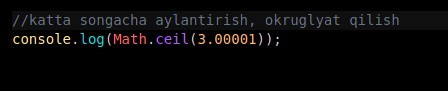 //katta songacha aylantirish, okruglyat qilish
console.log(Math.ceil(3.00001));